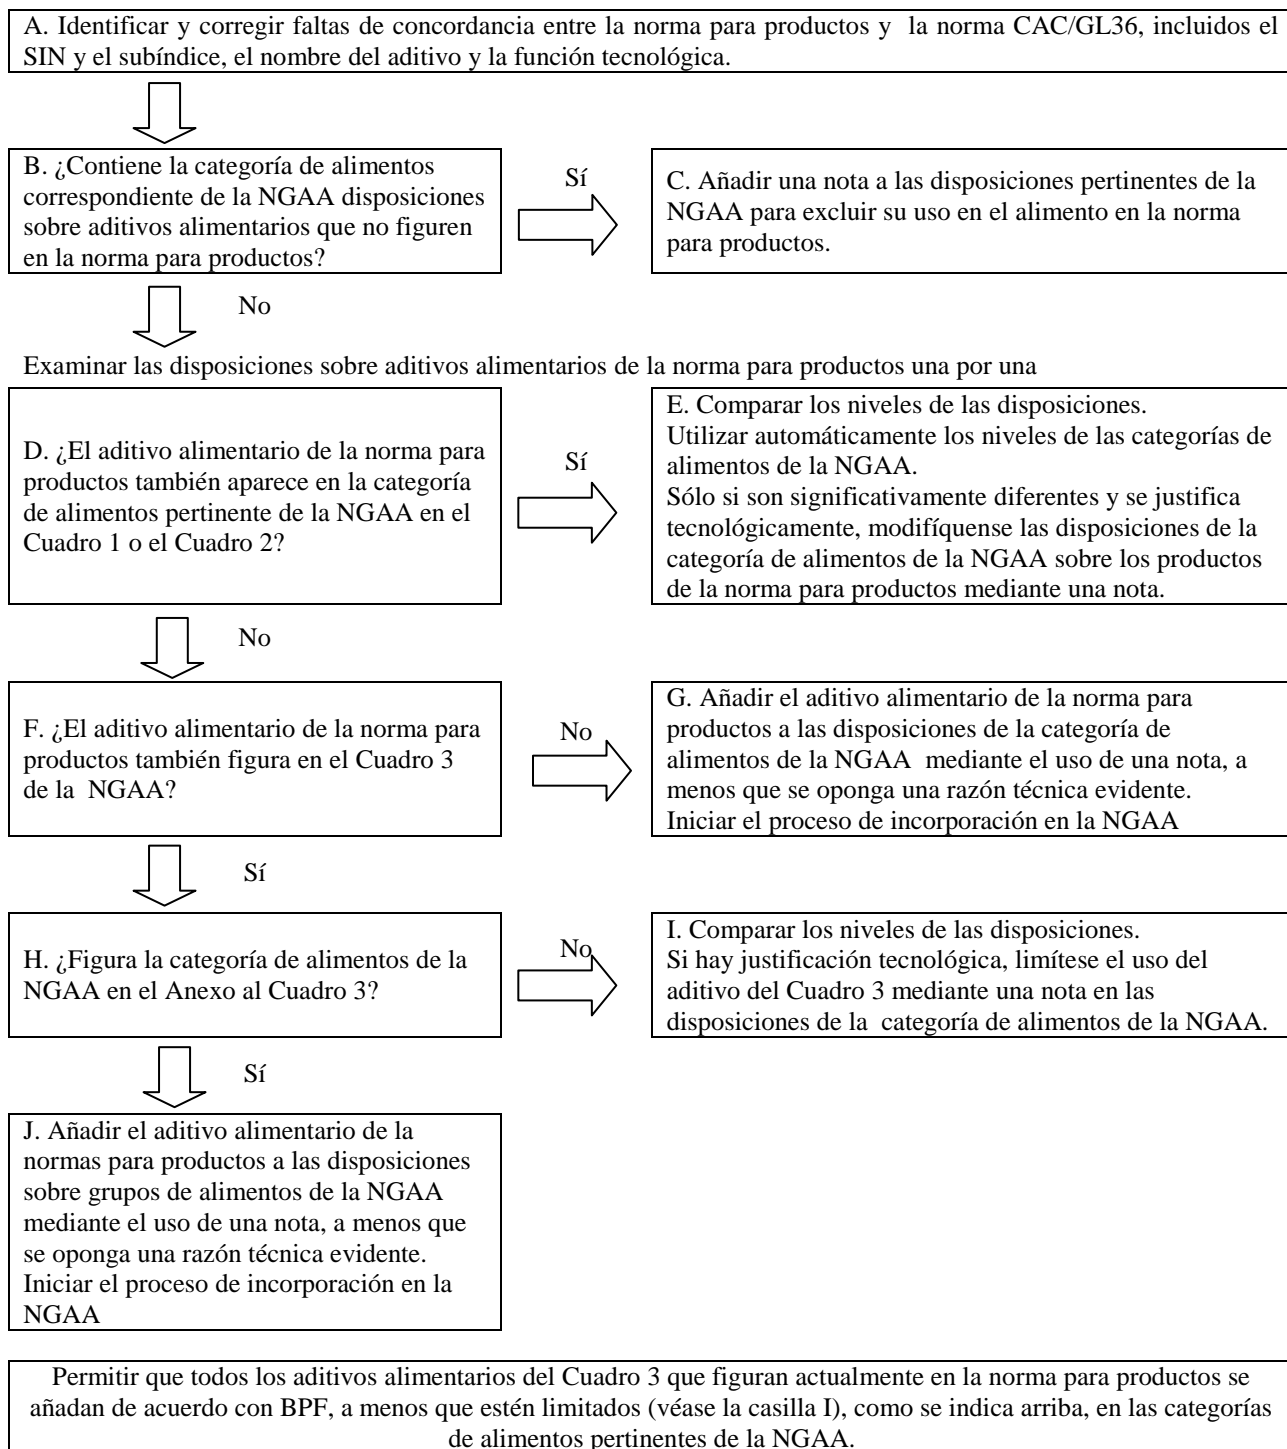 A. Identificar y corregir faltas de concordancia entre la norma para productos y la norma CAC/GL36, incluidos el
SIN y el subíndice, el nombre del aditivo y la función tecnológica.
B. ¿Contiene la categoría de alimentos
correspondiente de la NGAA disposiciones
sobre aditivos alimentarios que no figuren
en la norma para productos?
Sí
C. Añadir una nota a las disposiciones pertinentes de la
NGAA para excluir su uso en el alimento en la norma
para productos.
No
Examinar las disposiciones sobre aditivos alimentarios de la norma para productos una por una
D. ¿El aditivo alimentario de la norma para
productos también aparece en la categoría
de alimentos pertinente de la NGAA en el
Cuadro 1 o el Cuadro 2?
Sí
E. Comparar los niveles de las disposiciones.
Utilizar automáticamente los niveles de las categorías de
alimentos de la NGAA.
Sólo si son significativamente diferentes y se justifica
tecnológicamente, modifíquense las disposiciones de la
categoría de alimentos de la NGAA sobre los productos
de la norma para productos mediante una nota.
No
F. ¿El aditivo alimentario de la norma para
productos también figura en el Cuadro 3
de la NGAA?
No
G. Añadir el aditivo alimentario de la norma para
productos a las disposiciones de la categoría de
alimentos de la NGAA mediante el uso de una nota, a
menos que se oponga una razón técnica evidente.
Iniciar el proceso de incorporación en la NGAA
Sí
H. ¿Figura la categoría de alimentos de la
NGAA en el Anexo al Cuadro 3?
No
I. Comparar los niveles de las disposiciones.
Si hay justificación tecnológica, limítese el uso del
aditivo del Cuadro 3 mediante una nota en las
disposiciones de la categoría de alimentos de la NGAA.
Sí
J. Añadir el aditivo alimentario de la
normas para productos a las disposiciones
sobre grupos de alimentos de la NGAA
mediante el uso de una nota, a menos que
se oponga una razón técnica evidente.
Iniciar el proceso de incorporación en la
NGAA
Permitir que todos los aditivos alimentarios del Cuadro 3 que figuran actualmente en la norma para productos se
añadan de acuerdo con BPF, a menos que estén limitados (véase la casilla I), como se indica arriba, en las categorías
de alimentos pertinentes de la NGAA.